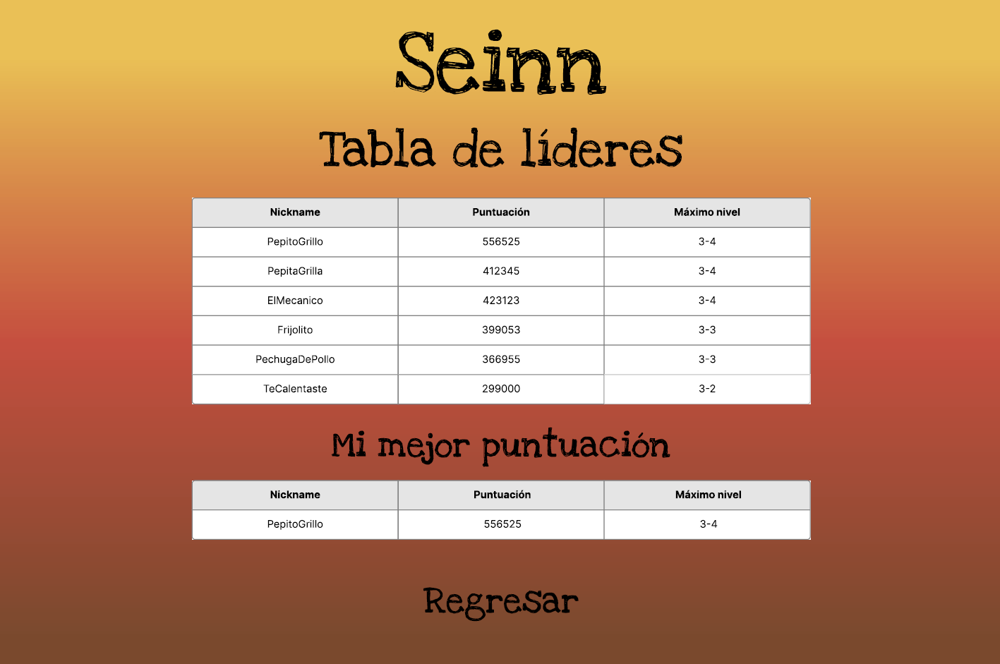 Seinn
Tabla de líderes
Nickname Puntuación Máximo nivel
PepitoGrillo 556525 3-4
PepitaGrilla 412345 3-4
ElMecanico 423123 3-4
Frijolito 399053 3-3
PechugaDePollo 366955 3-3
TeCalentaste 299000 3-2
Mi mejor puntuación
Nickname Puntuación Máximo nivel
PepitoGrillo 556525 3-4
Regresar